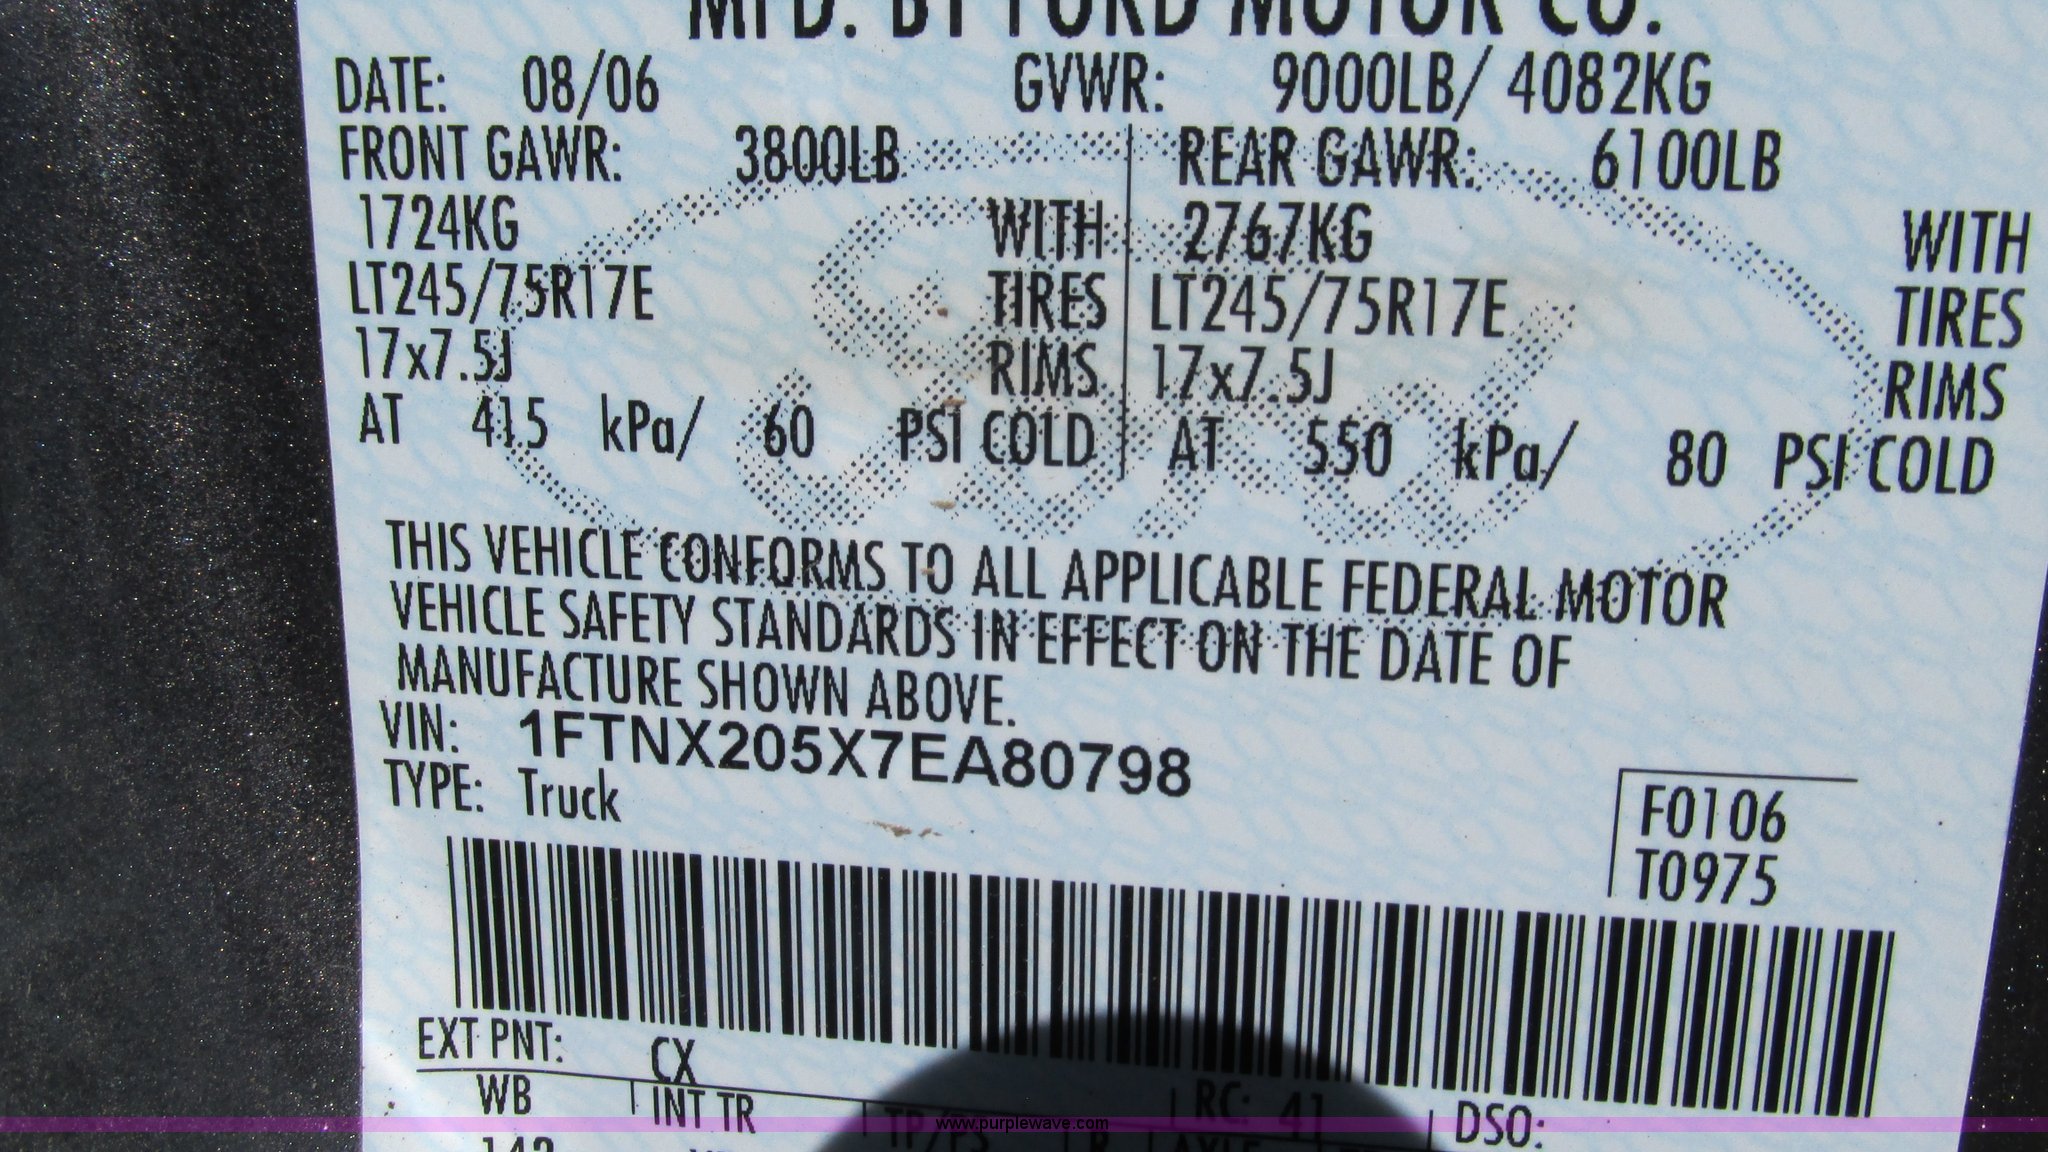 MFD. BY FORD MOTOR CO.
DATE: 08/06 GVWR: 9000LB/ 4082KG
FRONT GAWR: 3800LB REAR GAWR: 6100LB
1724KG WITH 2767KG WITH
LT245/75R17E TIRES LT245/75R17E TIRES
17x7.5J RIMS 17x7.5J RIMS
AT 415 kPa/ 60 PSI COLD AT 550 kPa/ 80 PSI COLD
THIS VEHICLE CONFORMS TO ALL APPLICABLE FEDERAL MOTOR
VEHICLE SAFETY STANDARDS IN EFFECT ON THE DATE OF
MANUFACTURE SHOWN ABOVE.
VIN: 1FTNX205X7EA80798
TYPE: Truck
F0106
T0975
EXT PNT: CX
WB INT TR TP/PS R RC: 41 DSO:
AXLE
www.purplewave.com